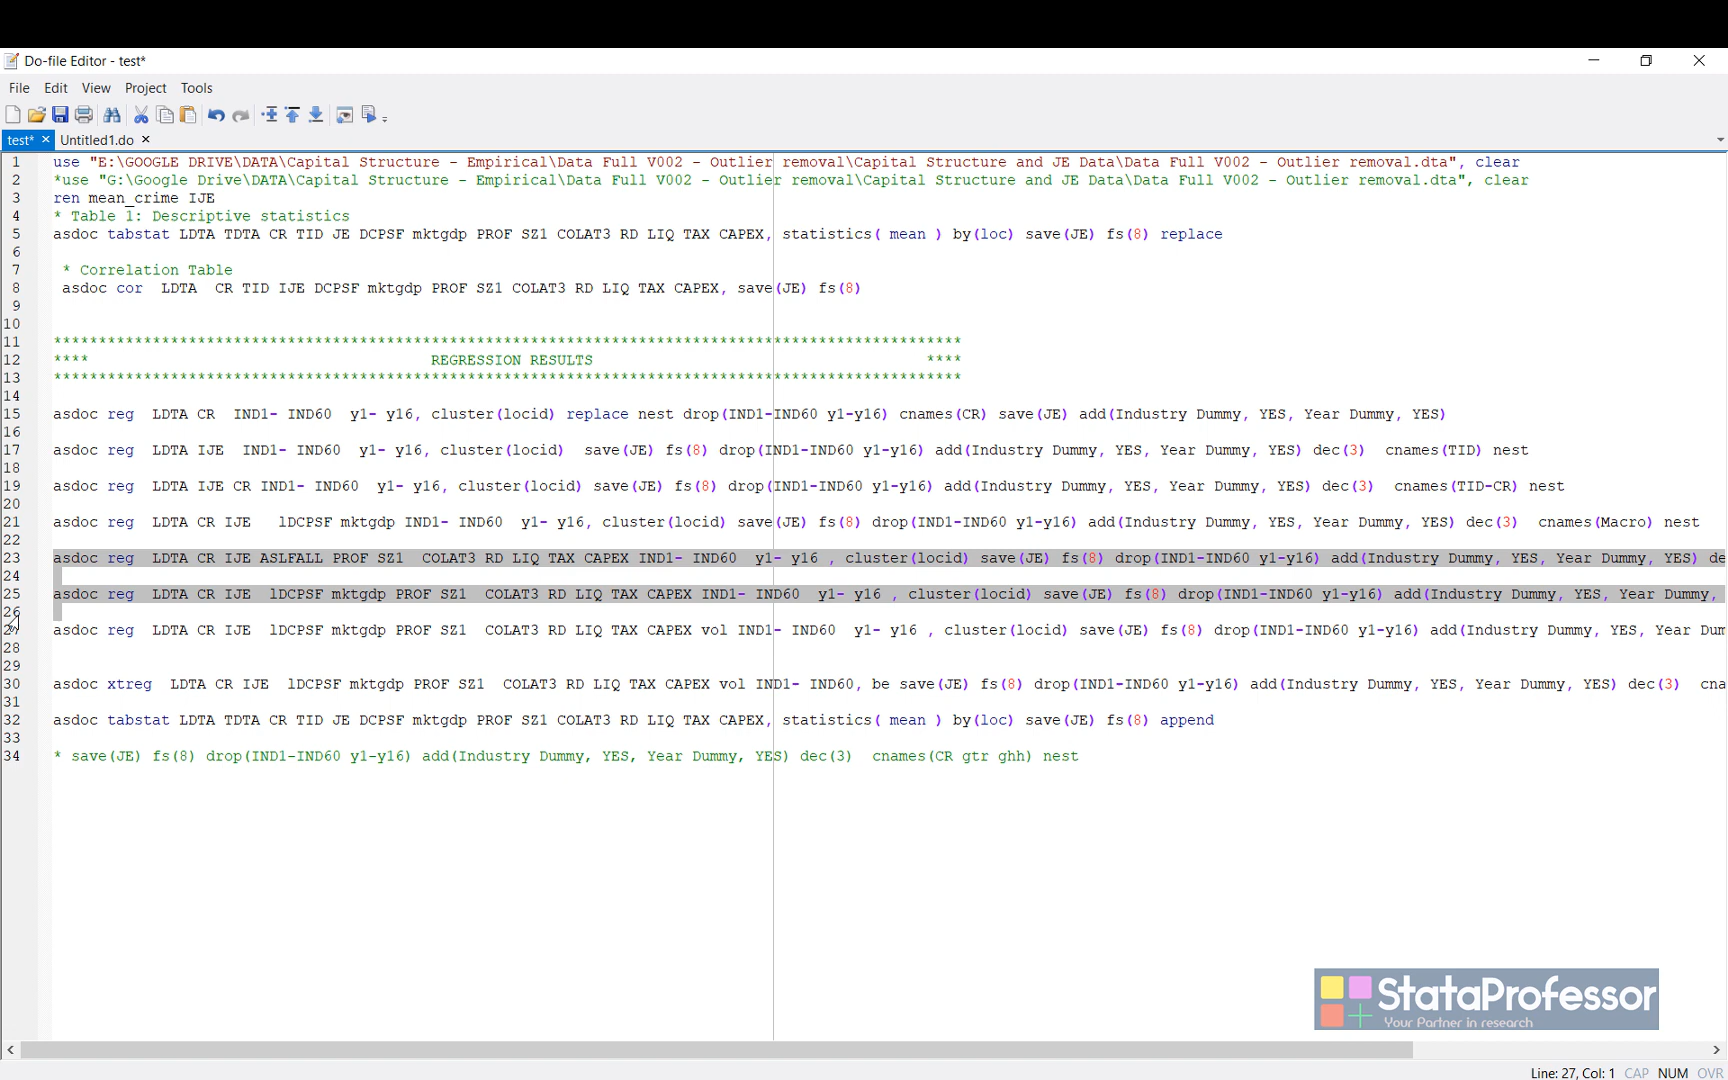 Do-file Editor - test*
File Edit View Project Tools
test* Untitled1.do
1 use "E:\GOOGLE DRIVE\DATA\Capital Structure - Empirical\Data Full V002 - Outlier removal\Capital Structure and JE Data\Data Full V002 - Outlier removal.dta", clear
2 *use "G:\Google Drive\DATA\Capital Structure - Empirical\Data Full V002 - Outlier removal\Capital Structure and JE Data\Data Full V002 - Outlier removal.dta", clear
3 ren mean_crime IJE
4 * Table 1: Descriptive statistics
5 asdoc tabstat LDTA TDTA CR TID JE DCPSF mktgdp PROF SZ1 COLAT3 RD LIQ TAX CAPEX, statistics( mean ) by(loc) save(JE) fs(8) replace
6
7 * Correlation Table
8 asdoc cor LDTA CR TID IJE DCPSF mktgdp PROF SZ1 COLAT3 RD LIQ TAX CAPEX, save(JE) fs(8)
9
10
11 *****************************************************************************************************
12 **** REGRESSION RESULTS ****
13 *****************************************************************************************************
14
15 asdoc reg LDTA CR IND1- IND60 y1- y16, cluster(locid) replace nest drop(IND1-IND60 y1-y16) cnames(CR) save(JE) add(Industry Dummy, YES, Year Dummy, YES)
16
17 asdoc reg LDTA IJE IND1- IND60 y1- y16, cluster(locid) save(JE) fs(8) drop(IND1-IND60 y1-y16) add(Industry Dummy, YES, Year Dummy, YES) dec(3) cnames(TID) nest
18
19 asdoc reg LDTA IJE CR IND1- IND60 y1- y16, cluster(locid) save(JE) fs(8) drop(IND1-IND60 y1-y16) add(Industry Dummy, YES, Year Dummy, YES) dec(3) cnames(TID-CR) nest
20
21 asdoc reg LDTA CR IJE lDCPSF mktgdp IND1- IND60 y1- y16, cluster(locid) save(JE) fs(8) drop(IND1-IND60 y1-y16) add(Industry Dummy, YES, Year Dummy, YES) dec(3) cnames(Macro) nest
22
23 asdoc reg LDTA CR IJE ASLFALL PROF SZ1 COLAT3 RD LIQ TAX CAPEX IND1- IND60 y1- y16 , cluster(locid) save(JE) fs(8) drop(IND1-IND60 y1-y16) add(Industry Dummy, YES, Year Dummy, YES) de
24
25 asdoc reg LDTA CR IJE lDCPSF mktgdp PROF SZ1 COLAT3 RD LIQ TAX CAPEX IND1- IND60 y1- y16 , cluster(locid) save(JE) fs(8) drop(IND1-IND60 y1-y16) add(Industry Dummy, YES, Year Dummy,
26
27 asdoc reg LDTA CR IJE lDCPSF mktgdp PROF SZ1 COLAT3 RD LIQ TAX CAPEX vol IND1- IND60 y1- y16 , cluster(locid) save(JE) fs(8) drop(IND1-IND60 y1-y16) add(Industry Dummy, YES, Year Dum
28
29
30 asdoc xtreg LDTA CR IJE lDCPSF mktgdp PROF SZ1 COLAT3 RD LIQ TAX CAPEX vol IND1- IND60, be save(JE) fs(8) drop(IND1-IND60 y1-y16) add(Industry Dummy, YES, Year Dummy, YES) dec(3) cna
31
32 asdoc tabstat LDTA TDTA CR TID JE DCPSF mktgdp PROF SZ1 COLAT3 RD LIQ TAX CAPEX, statistics( mean ) by(loc) save(JE) fs(8) append
33
34 * save(JE) fs(8) drop(IND1-IND60 y1-y16) add(Industry Dummy, YES, Year Dummy, YES) dec(3) cnames(CR gtr ghh) nest
StataProfessor
Your Partner in research
Line: 27, Col: 1 CAP NUM OVR